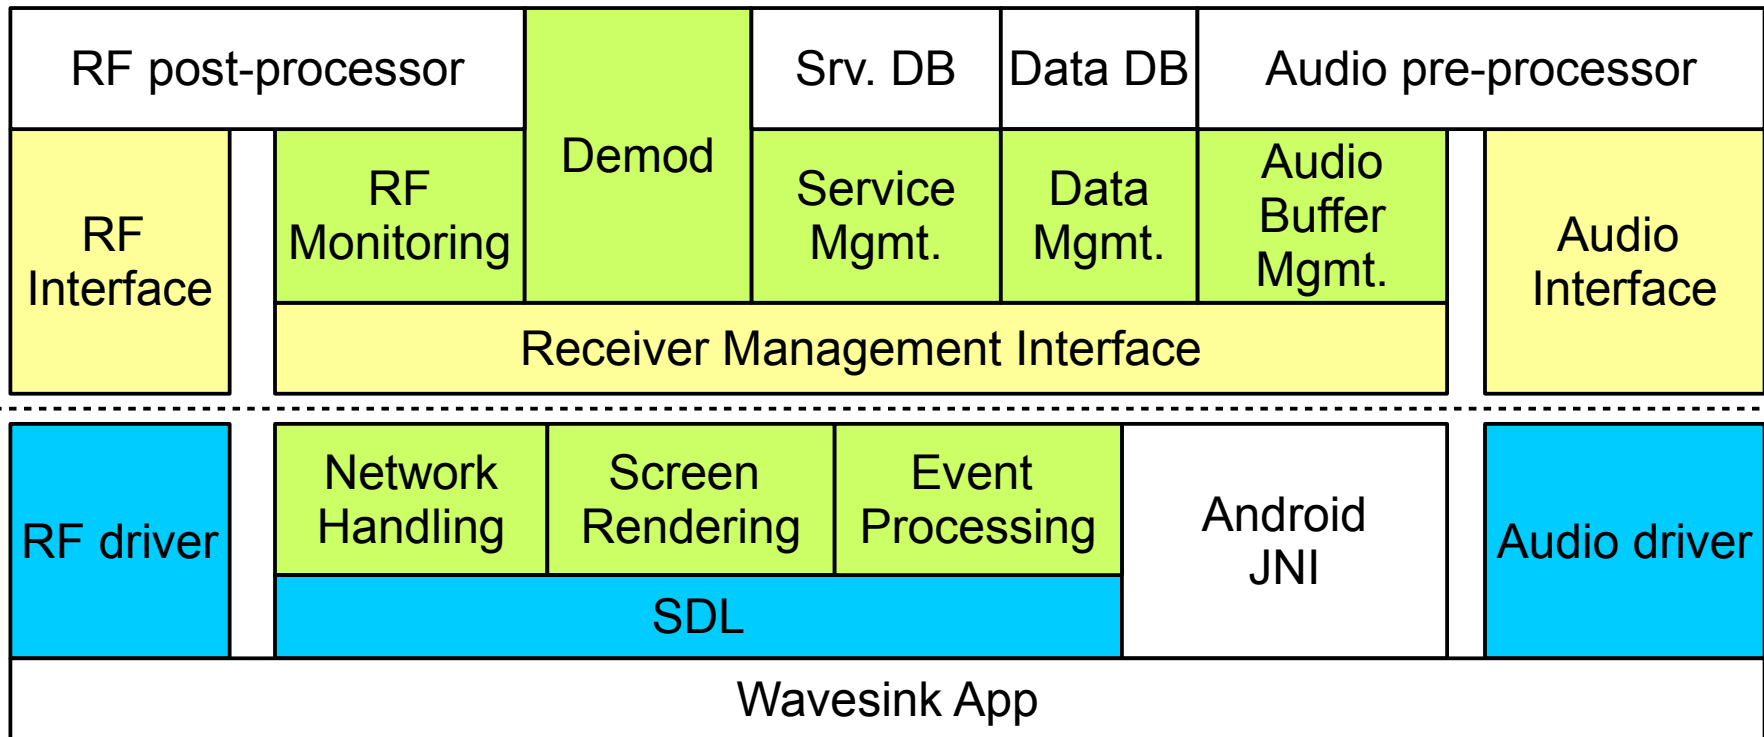 RF post-processor
Demod
Srv. DB
Data DB
Audio pre-processor
RF
Interface
RF
Monitoring
Service
Mgmt.
Data
Mgmt.
Audio
Buffer
Mgmt.
Audio
Interface
Receiver Management Interface
RF driver
Network
Handling
Screen
Rendering
Event
Processing
Android
JNI
Audio driver
SDL
Wavesink App